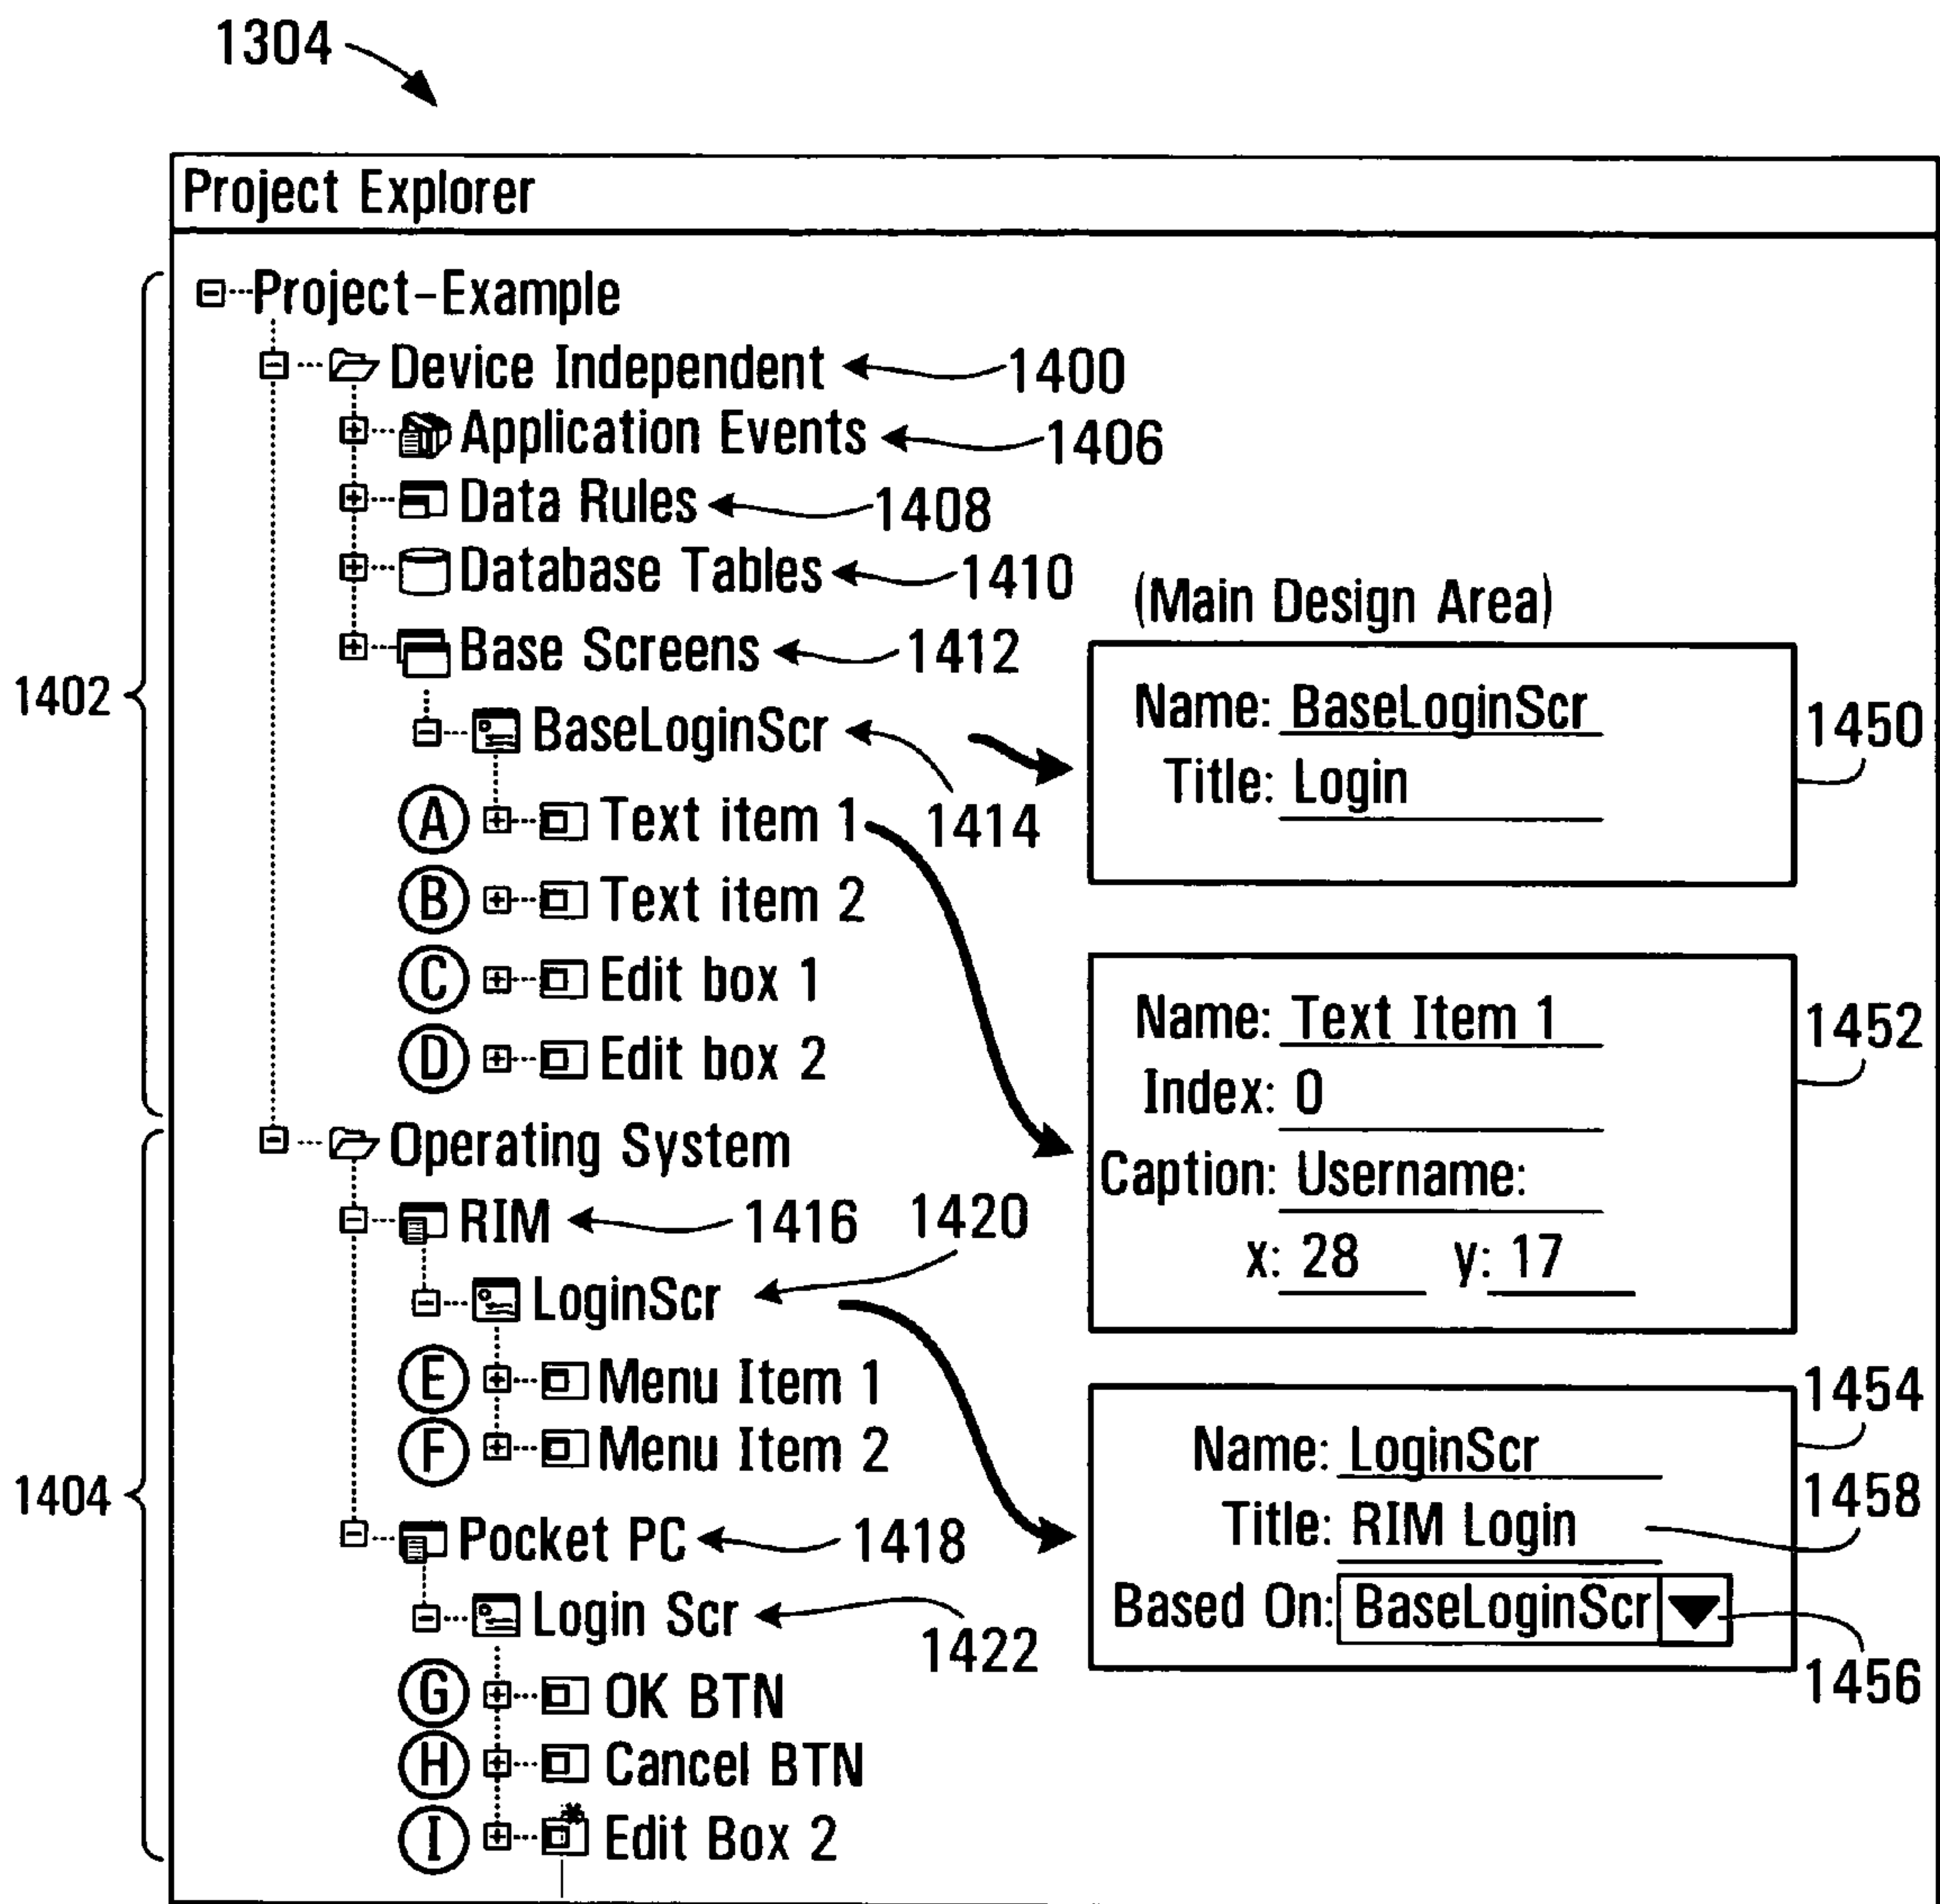 1304
Project Explorer
Project-Example
Device Independent 1400
Application Events 1406
Data Rules 1408
Database Tables 1410
Base Screens 1412
1402
BaseLoginScr
1414
A Text item 1
B Text item 2
C Edit box 1
D Edit box 2
(Main Design Area)
Name: BaseLoginScr
Title: Login
1450
Name: Text Item 1
Index: 0
Caption: Username:
x: 28 y: 17
1452
Operating System
RIM 1416
1420
LoginScr
E Menu Item 1
F Menu Item 2
1404
Pocket PC 1418
Login Scr
1422
G OK BTN
H Cancel BTN
I Edit Box 2
1454
Name: LoginScr
1458
Title: RIM Login
Based On: BaseLoginScr
1456